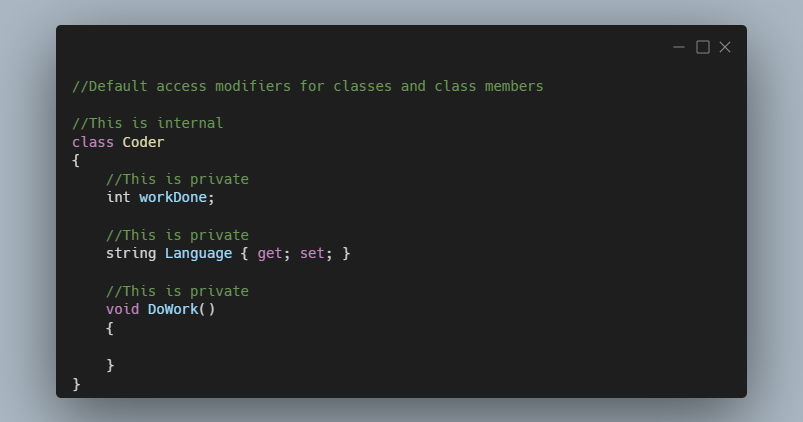 //Default access modifiers for classes and class members
//This is internal
class Coder
{
//This is private
int workDone;
//This is private
string Language { get; set; }
//This is private
void DoWork()
{
}
}